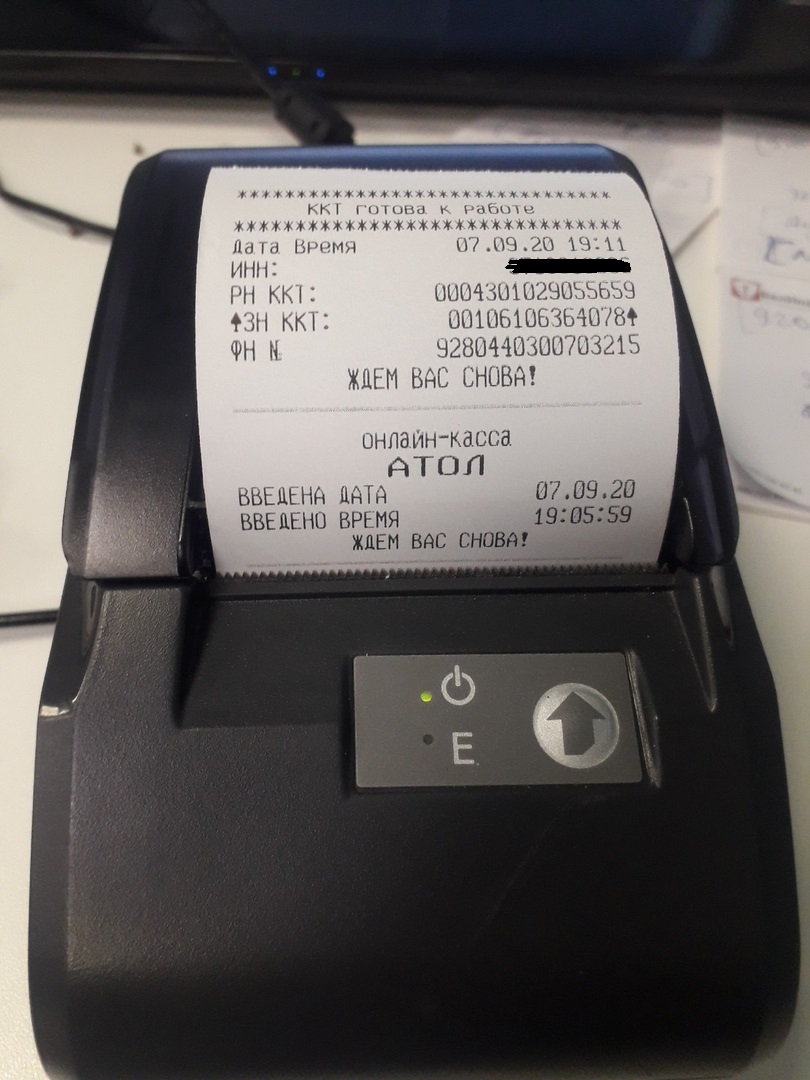 ********************************
ККТ готова к работе
********************************
Дата Время 07.09.20 19:11
ИНН:
РН ККТ: 0004301029055659
ЗН ККТ: 00106106364078
ФН № 9280440300703215
ЖДЕМ ВАС СНОВА!
онлайн-касса
АТОЛ
ВВЕДЕНА ДАТА 07.09.20
ВВЕДЕНО ВРЕМЯ 19:05:59
ЖДЕМ ВАС СНОВА!
E